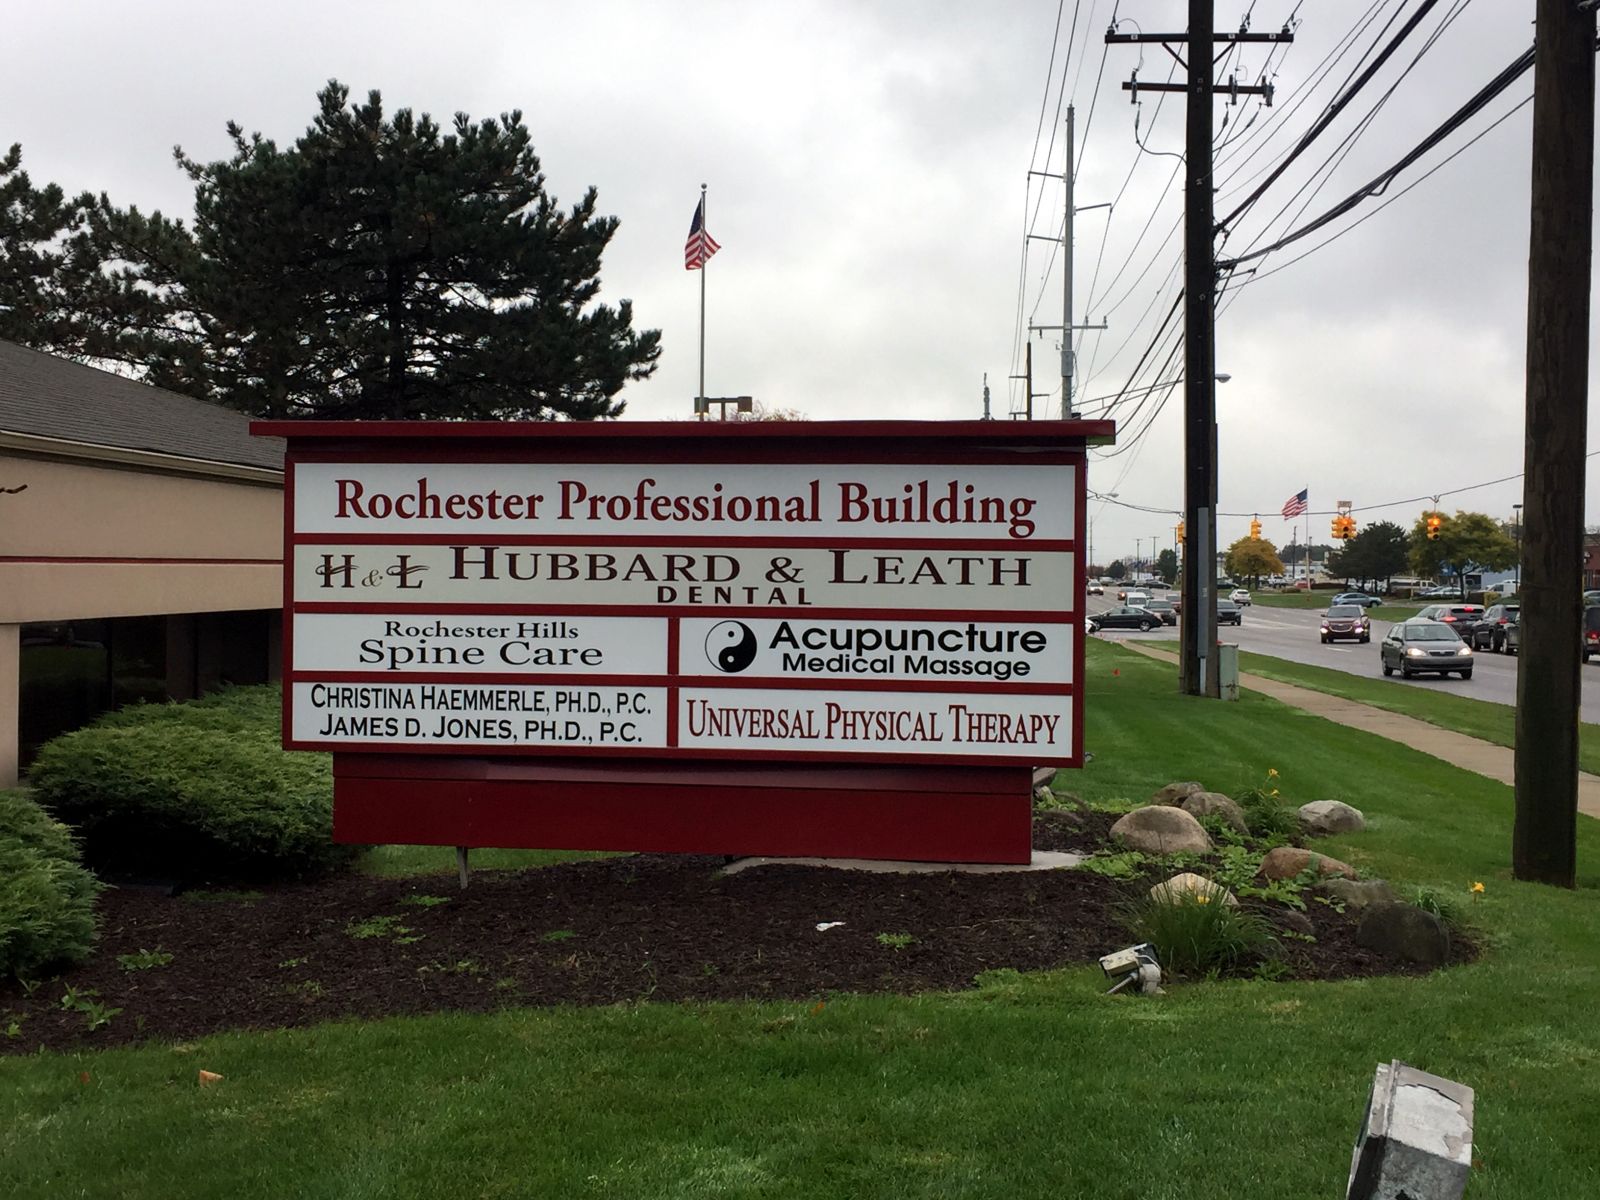 Rochester Professional Building
H & L HUBBARD & LEATH
DENTAL
Rochester Hills
Spine Care
Acupuncture
Medical Massage
CHRISTINA HAEMMERLE, PH.D., P.C.
JAMES D. JONES, PH.D., P.C.
UNIVERSAL PHYSICAL THERAPY